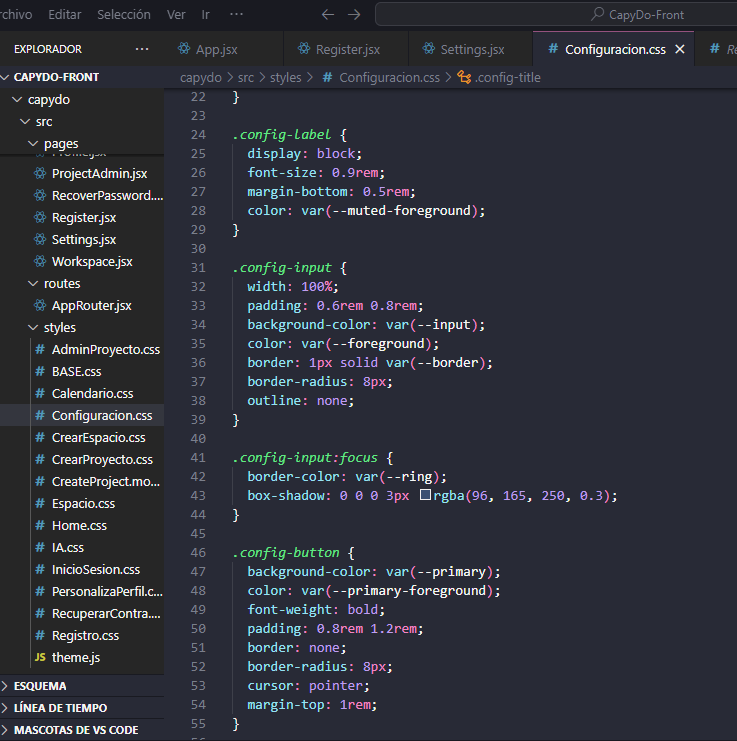 rchivo Editar Selección Ver Ir ··· ← → CapyDo-Front
EXPLORADOR ···
App.jsx Register.jsx Settings.jsx # Configuracion.css × #
CAPYDO-FRONT
capydo
src
pages
Profile.jsx
ProjectAdmin.jsx
RecoverPassword....
Register.jsx
Settings.jsx
Workspace.jsx
routes
AppRouter.jsx
styles
# AdminProyecto.css
# BASE.css
# Calendario.css
# Configuracion.css
# CrearEspacio.css
# CrearProyecto.css
# CreateProject.mo...
# Espacio.css
# Home.css
# IA.css
# InicioSesion.css
# PersonalizaPerfil.c...
# RecuperarContra....
# Registro.css
JS theme.js
ESQUEMA
LÍNEA DE TIEMPO
MASCOTAS DE VS CODE
capydo > src > styles > # Configuracion.css > .config-title
22 }
23
24 .config-label {
25 display: block;
26 font-size: 0.9rem;
27 margin-bottom: 0.5rem;
28 color: var(--muted-foreground);
29 }
30
31 .config-input {
32 width: 100%;
33 padding: 0.6rem 0.8rem;
34 background-color: var(--input);
35 color: var(--foreground);
36 border: 1px solid var(--border);
37 border-radius: 8px;
38 outline: none;
39 }
40
41 .config-input:focus {
42 border-color: var(--ring);
43 box-shadow: 0 0 0 3px rgba(96, 165, 250, 0.3);
44 }
45
46 .config-button {
47 background-color: var(--primary);
48 color: var(--primary-foreground);
49 font-weight: bold;
50 padding: 0.8rem 1.2rem;
51 border: none;
52 border-radius: 8px;
53 cursor: pointer;
54 margin-top: 1rem;
55 }